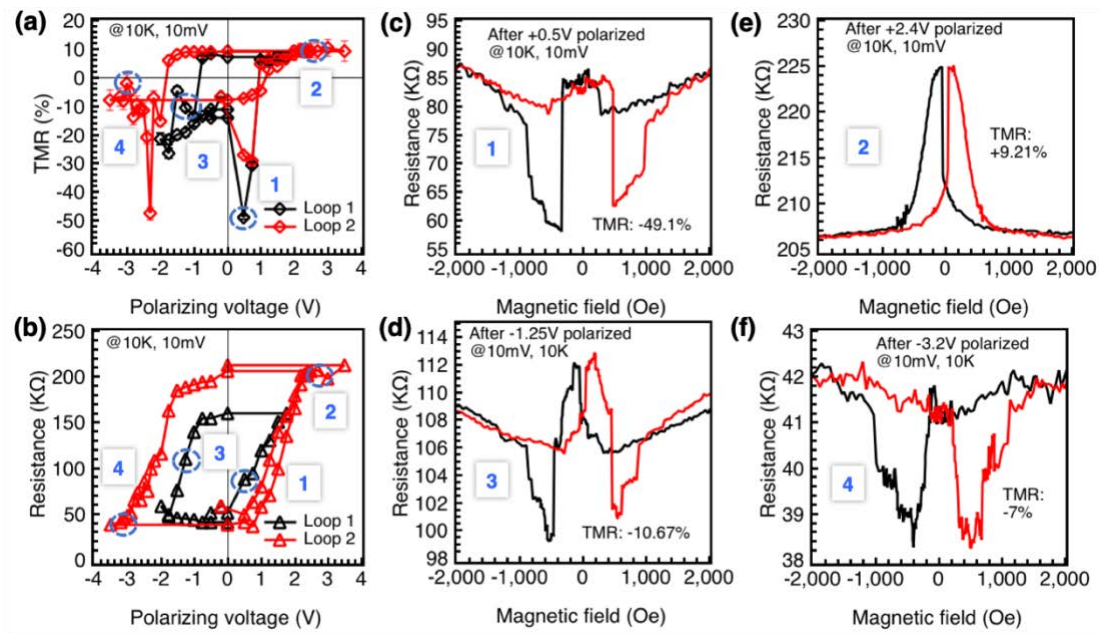 (a)
@10K, 10mV
TMR (%)
20
10
0
-10
-20
-30
-40
-50
-60
2
4
3
1
Loop 1
Loop 2
-4 -3 -2 -1 0 1 2 3 4
Polarizing voltage (V)
(c)
After +0.5V polarized
@10K, 10mV
Resistance (KΩ)
95
90
85
80
75
70
65
60
55
1
TMR: -49.1%
-2,000 -1,000 0 1,000 2,000
Magnetic field (Oe)
(e)
After +2.4V polarized
@10K, 10mV
Resistance (KΩ)
230
225
220
215
210
205
2
TMR:
+9.21%
-2,000 -1,000 0 1,000 2,000
Magnetic field (Oe)
(b)
@10K, 10mV
Resistance (KΩ)
250
200
150
100
50
0
2
3
4
1
Loop 1
Loop 2
-4 -3 -2 -1 0 1 2 3 4
Polarizing voltage (V)
(d)
After -1.25V polarized
@10mV, 10K
Resistance (KΩ)
114
112
110
108
106
104
102
100
98
3
TMR: -10.67%
-2,000 -1,000 0 1,000 2,000
Magnetic field (Oe)
(f)
After -3.2V polarized
@10mV, 10K
Resistance (KΩ)
43
42
41
40
39
38
4
TMR:
-7%
-2,000 -1,000 0 1,000 2,000
Magnetic field (Oe)